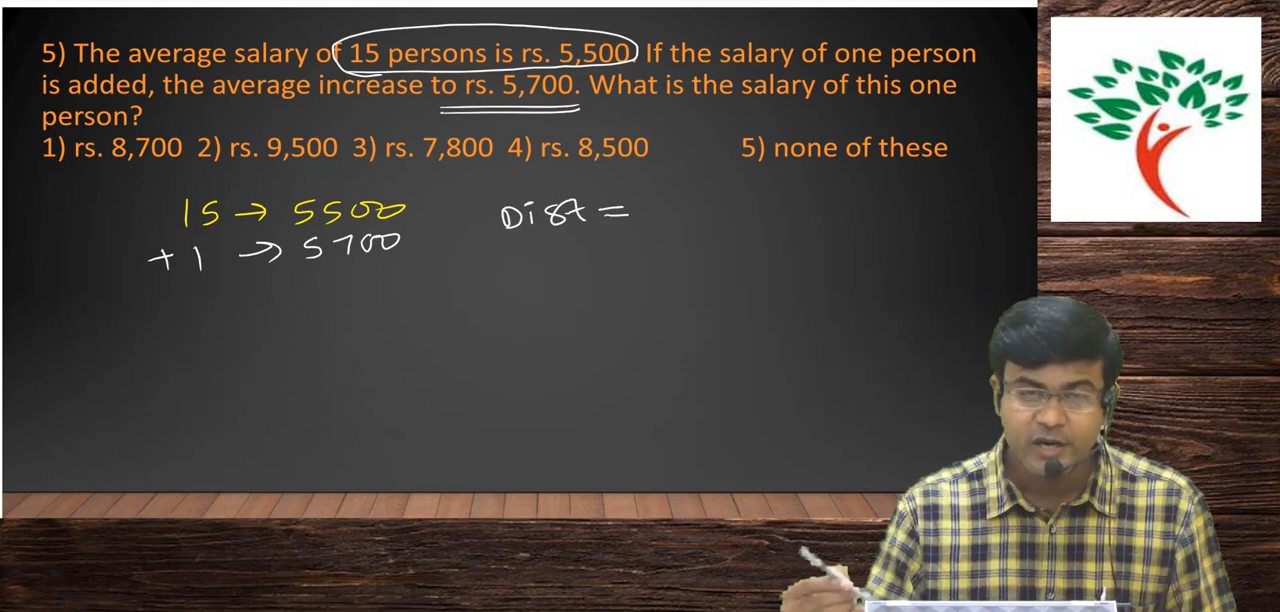 5) The average salary of 15 persons is rs. 5,500. If the salary of one person
is added, the average increase to rs. 5,700. What is the salary of this one
person?
1) rs. 8,700 2) rs. 9,500 3) rs. 7,800 4) rs. 8,500 5) none of these
15 → 5500 Dist =
+1 → 5700